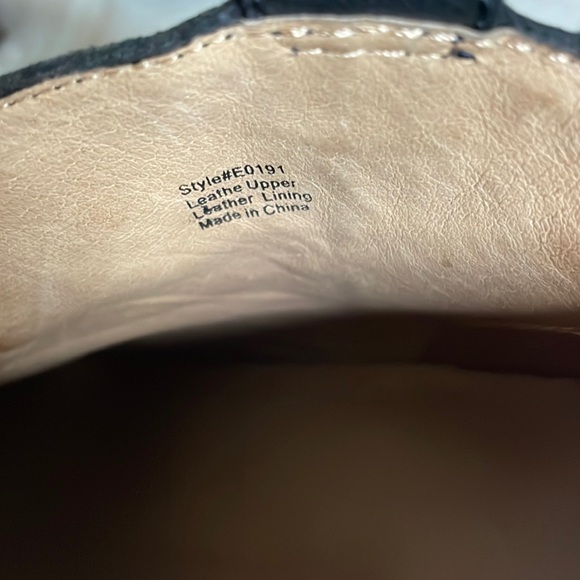 Style#E0191
Leathe Upper
Leather Lining
Made in China